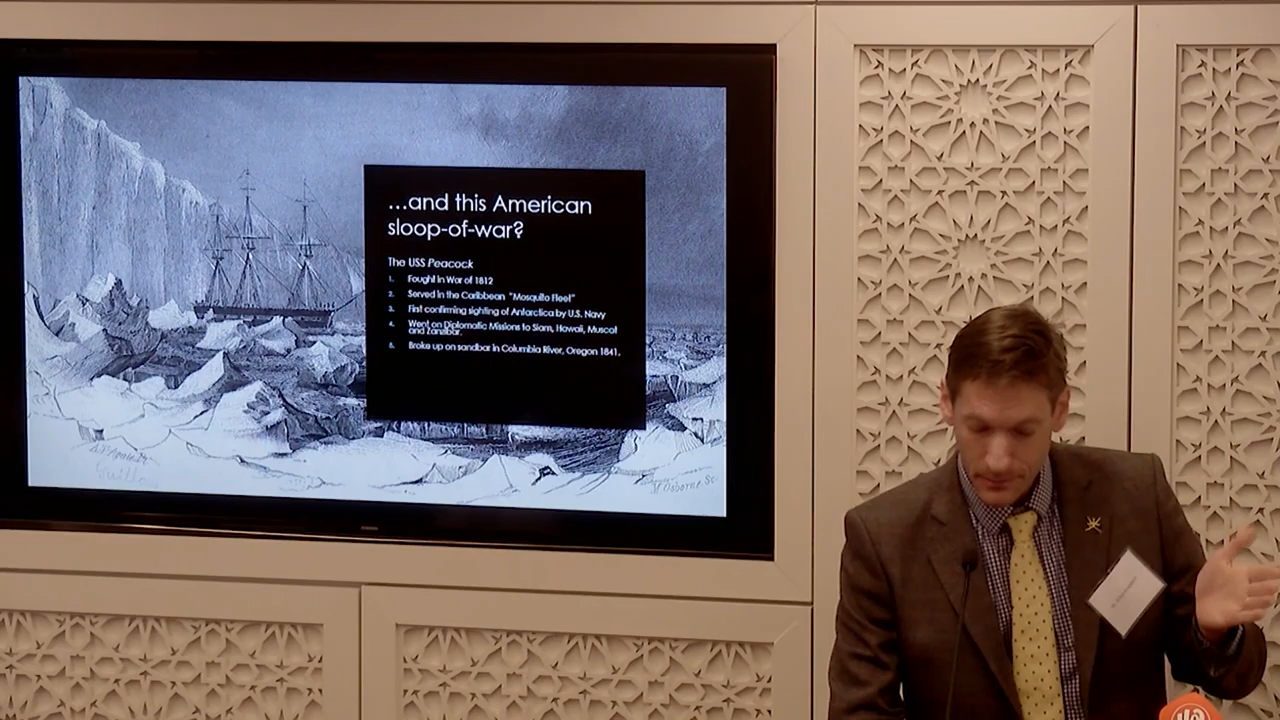 ...and this American
sloop-of-war?
The USS Peacock
1. Fought in War of 1812
2. Served in the Caribbean "Mosquito Fleet"
3. First confirming sighting of Antarctica by U.S. Navy
4. Went on Diplomatic Missions to Siam, Hawaii, Muscat
and Zanzibar.
5. Broke up on sandbar in Columbia River, Oregon 1841.